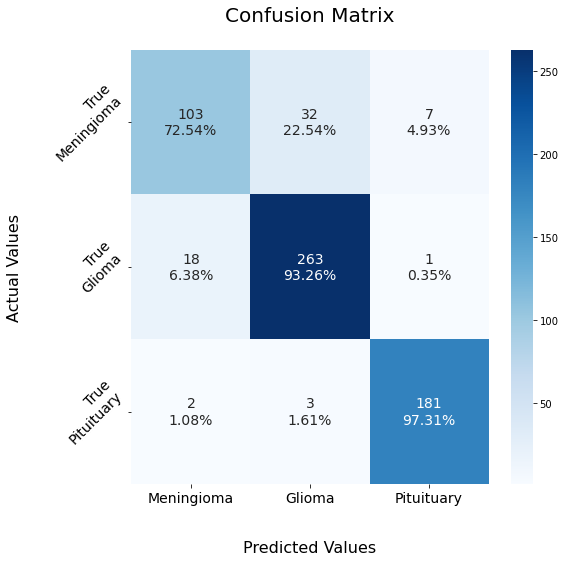 Confusion Matrix
True
Meningioma
103
72.54%
32
22.54%
7
4.93%
True
Glioma
18
6.38%
263
93.26%
1
0.35%
True
Pituituary
2
1.08%
3
1.61%
181
97.31%
Meningioma
Glioma
Pituituary
Actual Values
Predicted Values
250
200
150
100
50